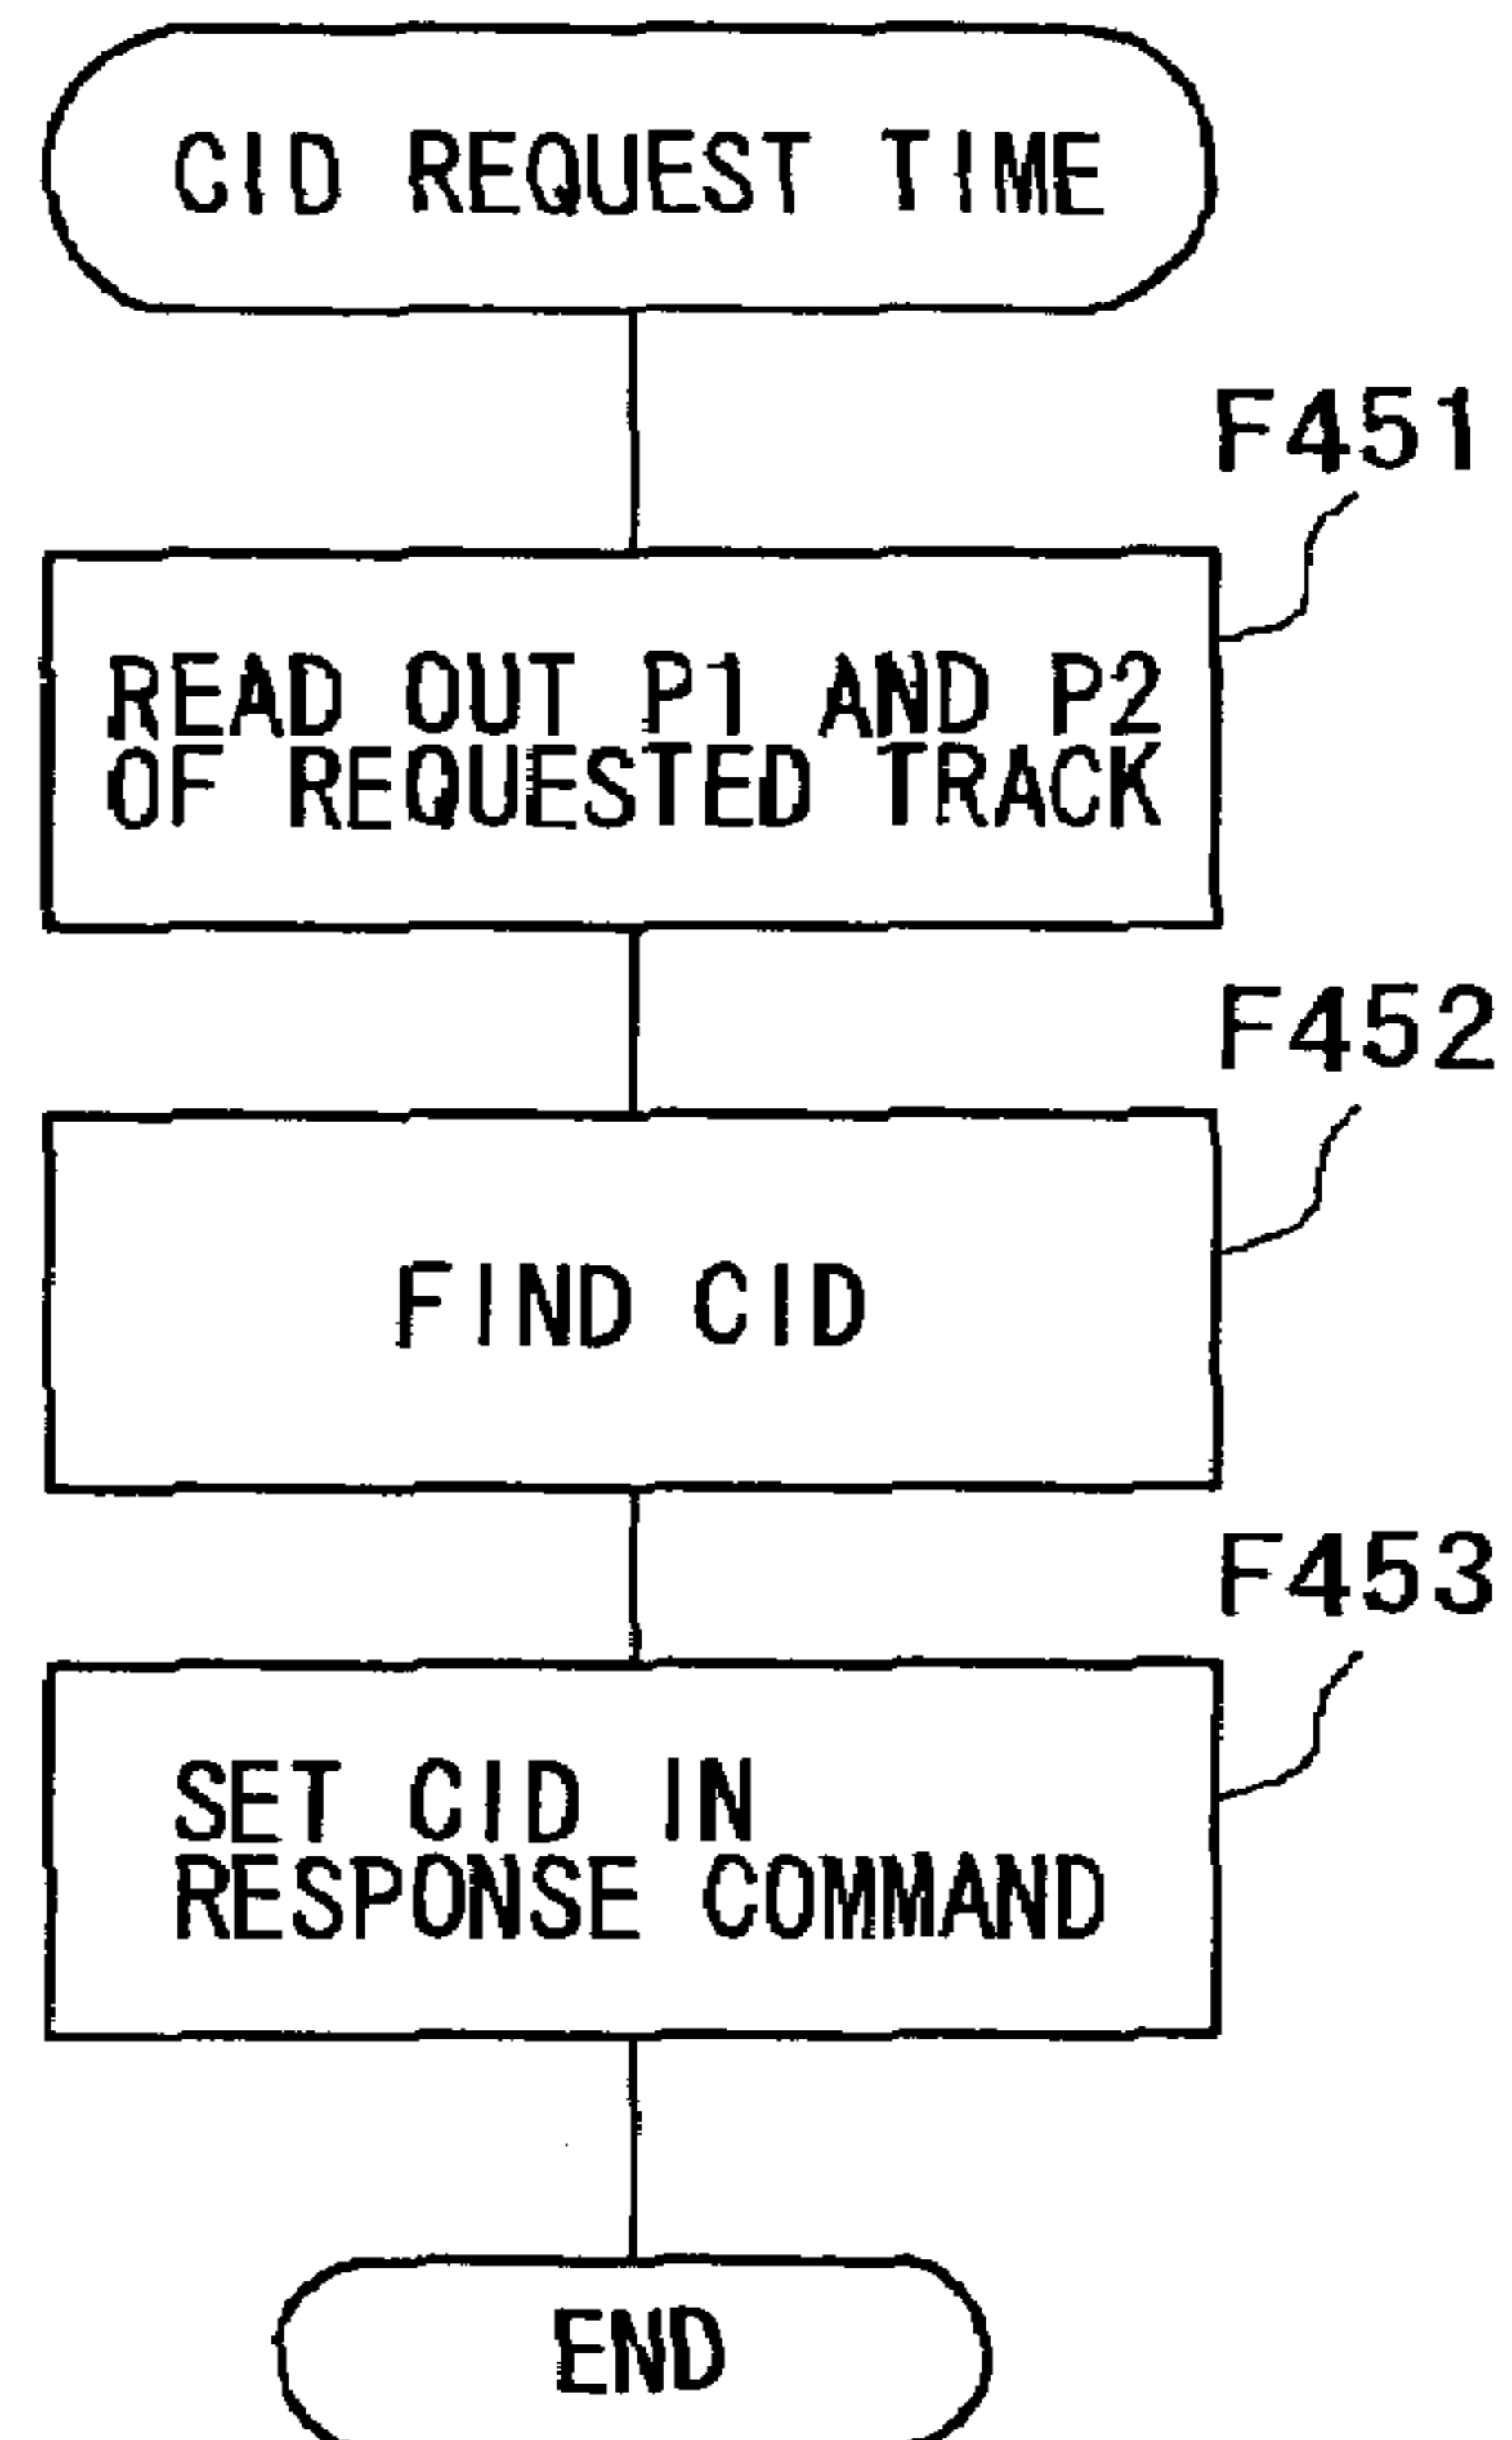 CID REQUEST TIME
F451
READ OUT P1 AND P2
OF REQUESTED TRACK
F452
FIND CID
F453
SET CID IN
RESPONSE COMMAND
END